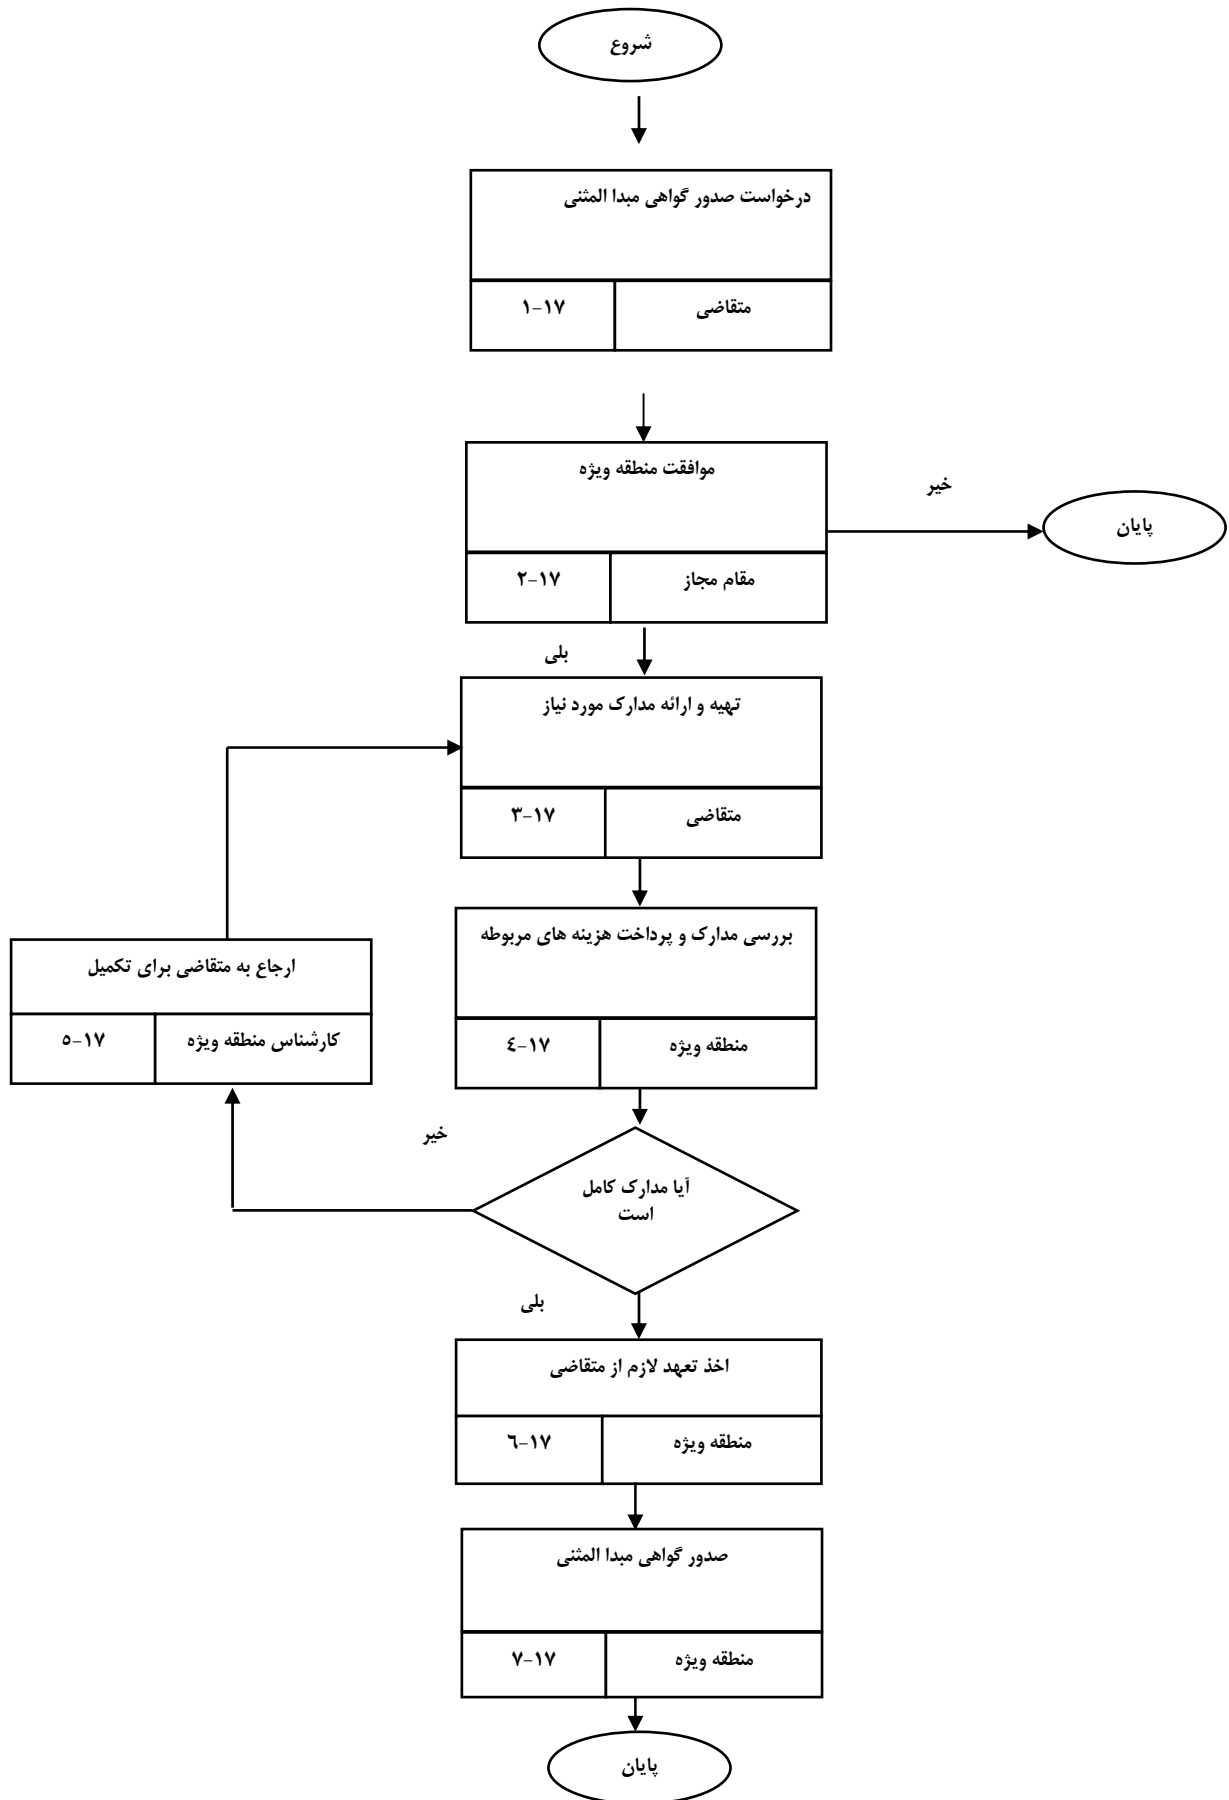 شروع
درخواست صدور گواهی مبدا المثنی
متقاضی
۱-۱۷
موافقت منطقه ویژه
خیر
پایان
مقام مجاز
۲-۱۷
بلی
تهیه و ارائه مدارک مورد نیاز
متقاضی
۳-۱۷
بررسی مدارک و پرداخت هزینه های مربوطه
منطقه ویژه
٤-۱۷
ارجاع به متقاضی برای تکمیل
کارشناس منطقه ویژه
٥-۱۷
خیر
آیا مدارک کامل
است
بلی
اخذ تعهد لازم از متقاضی
منطقه ویژه
٦-۱۷
صدور گواهی مبدا المثنی
منطقه ویژه
۷-۱۷
پایان